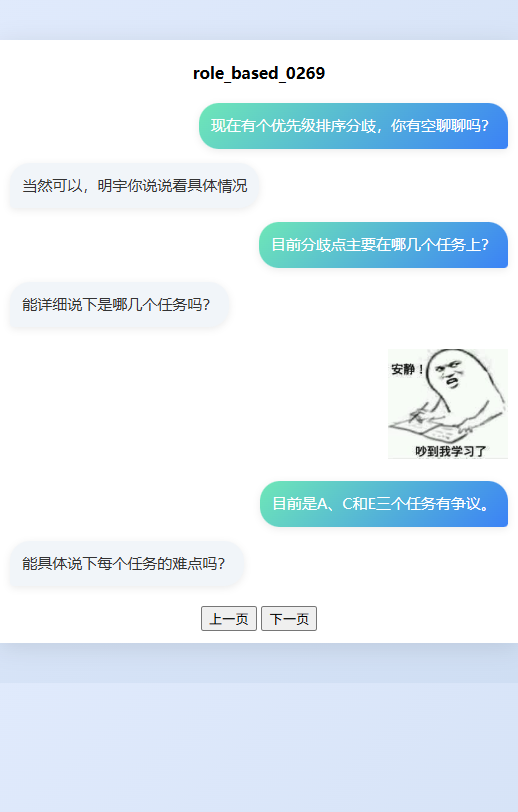 role_based_0269
现在有个优先级排序分歧，你有空聊聊吗？
当然可以，明宇你说说看具体情况
目前分歧点主要在哪几个任务上？
能详细说下是哪几个任务吗？
安静！
吵到我学习了
目前是A、C和E三个任务有争议。
能具体说下每个任务的难点吗？
上一页 下一页